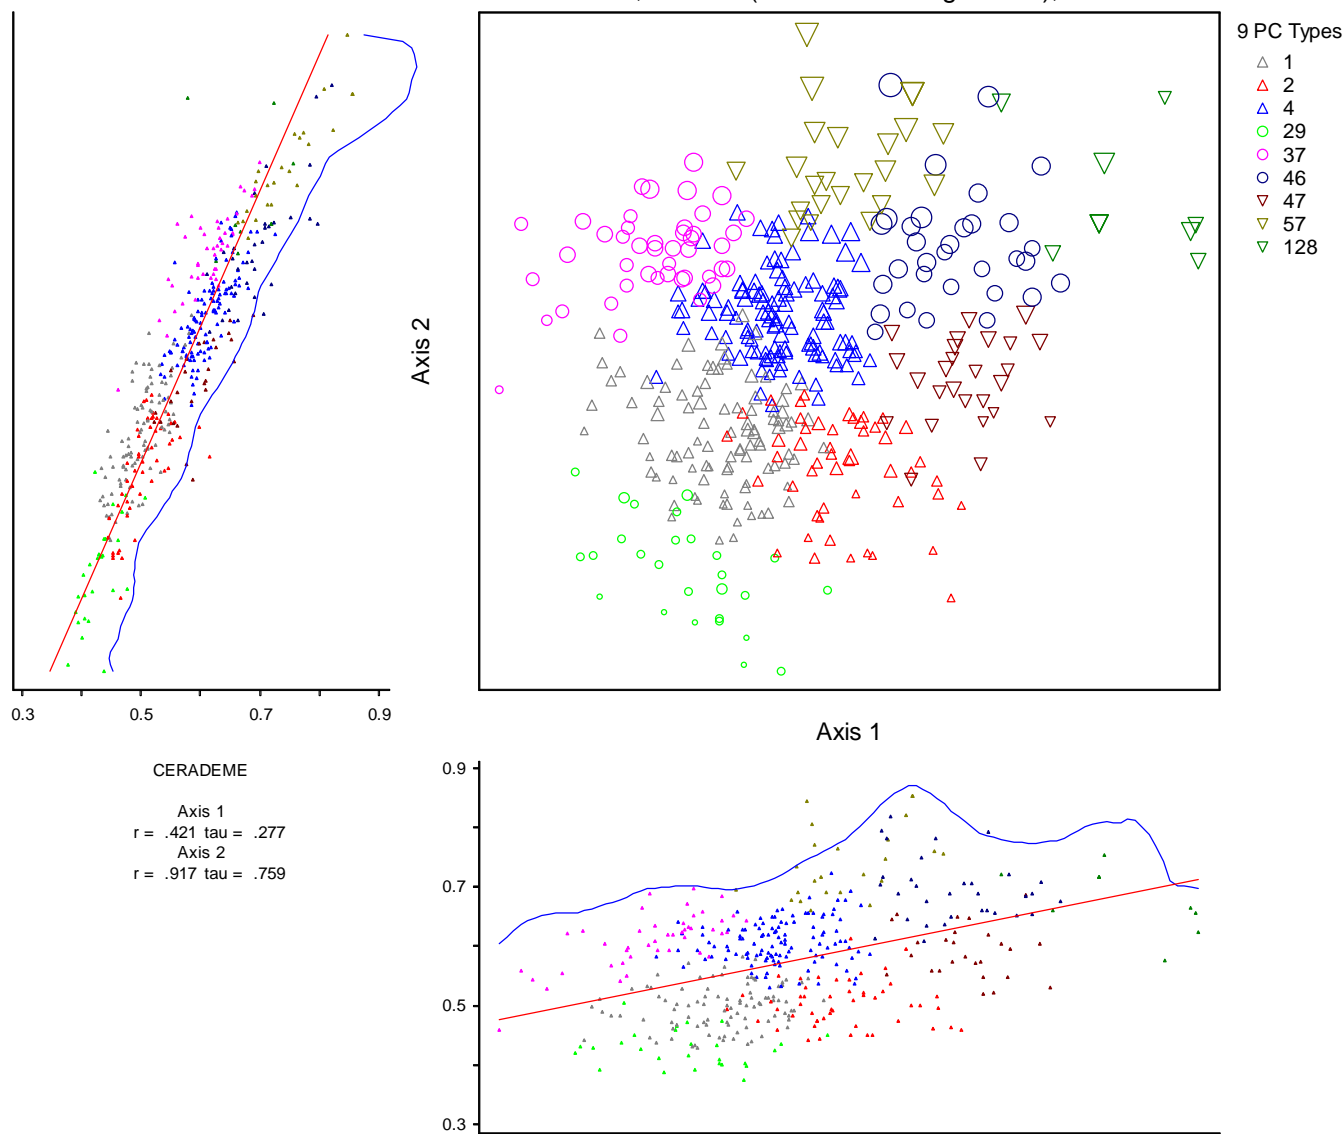 9 PC Types
1
2
4
29
37
46
47
57
128
Axis 2
0.3 0.5 0.7 0.9
Axis 1
CERADEME
Axis 1
r = .421 tau = .277
Axis 2
r = .917 tau = .759
0.9
0.7
0.5
0.3